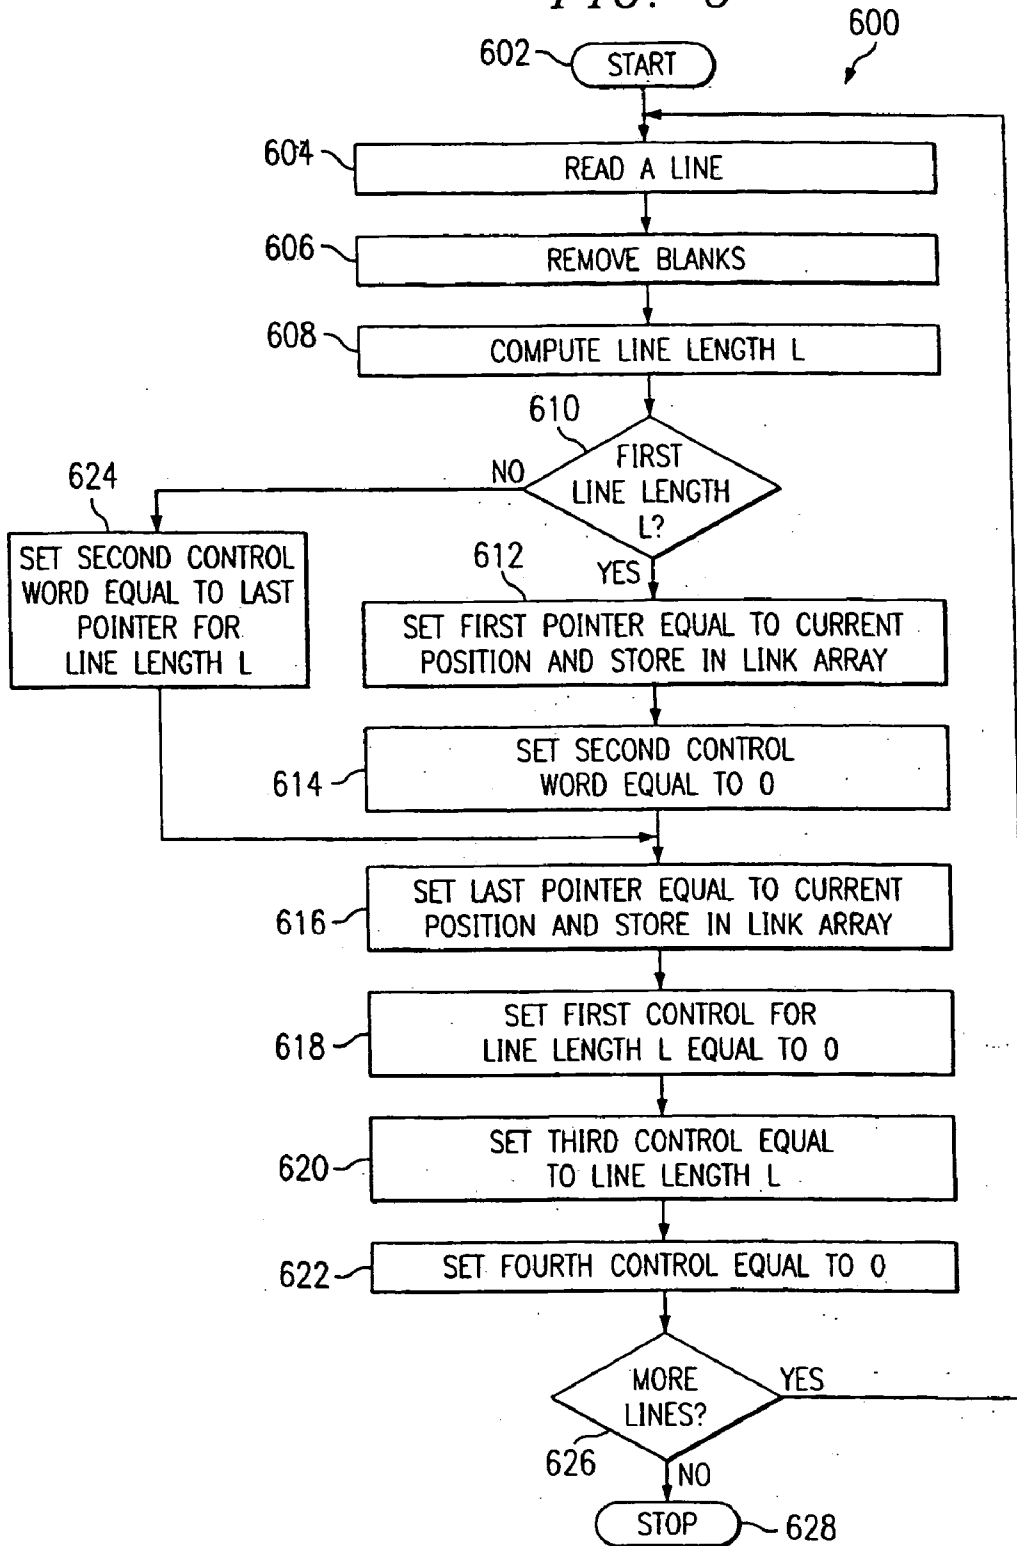 600
602
START
604
READ A LINE
606
REMOVE BLANKS
608
COMPUTE LINE LENGTH L
610
FIRST
LINE LENGTH
L?
NO
YES
624
SET SECOND CONTROL
WORD EQUAL TO LAST
POINTER FOR
LINE LENGTH L
612
SET FIRST POINTER EQUAL TO CURRENT
POSITION AND STORE IN LINK ARRAY
614
SET SECOND CONTROL
WORD EQUAL TO 0
616
SET LAST POINTER EQUAL TO CURRENT
POSITION AND STORE IN LINK ARRAY
618
SET FIRST CONTROL FOR
LINE LENGTH L EQUAL TO 0
620
SET THIRD CONTROL EQUAL
TO LINE LENGTH L
622
SET FOURTH CONTROL EQUAL TO 0
MORE
LINES?
YES
626
NO
STOP
628